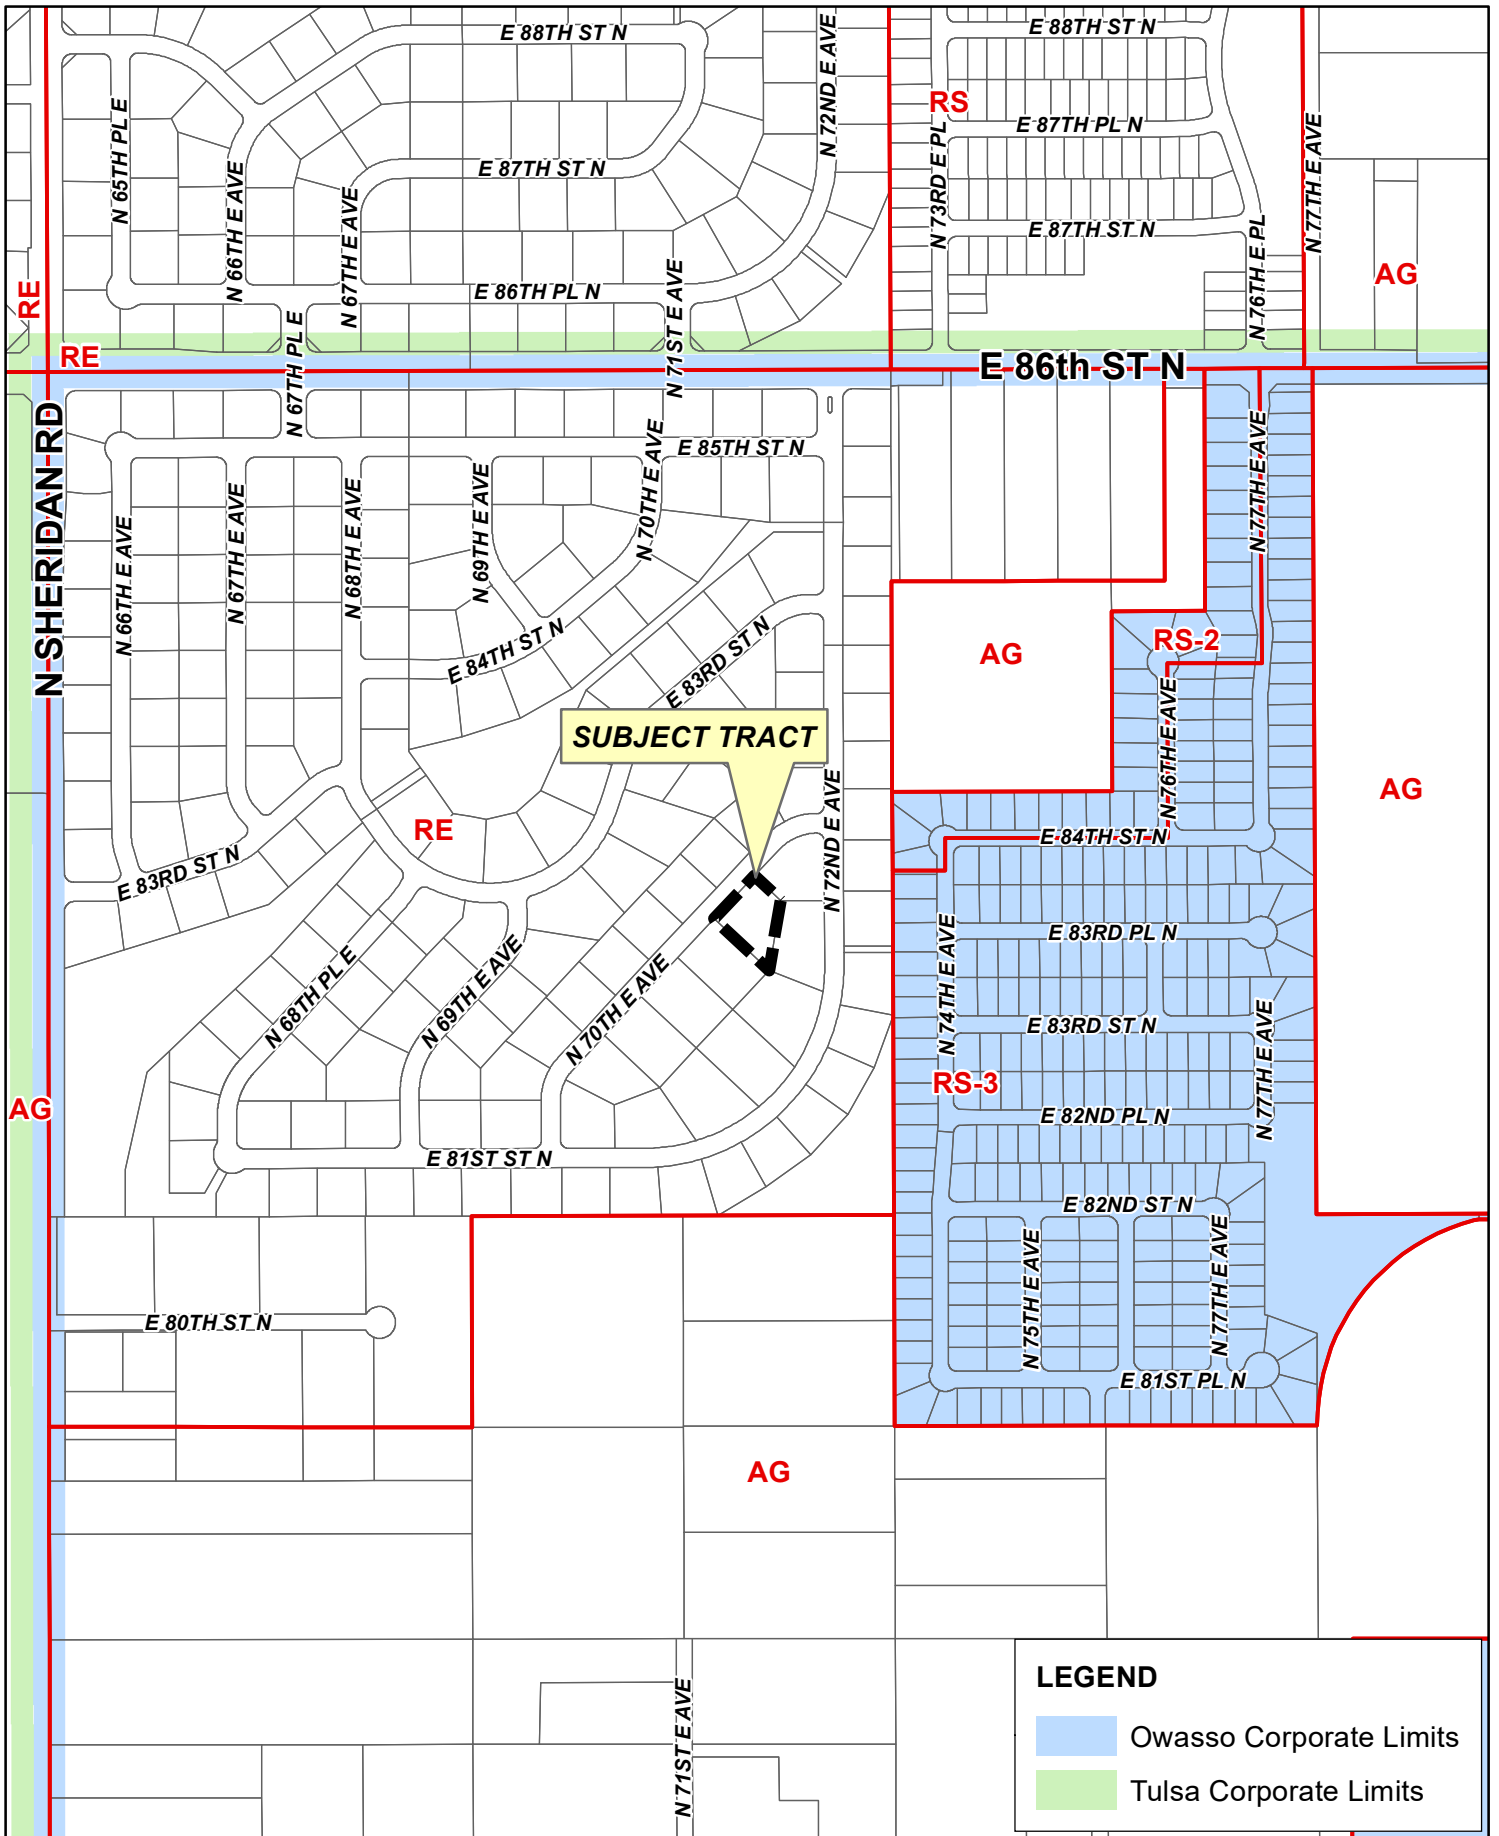 E 88TH ST N
E 88TH ST N
N 72ND E AVE
RS
N 65TH PL E
E 87TH PL N
N 77TH E AVE
E 87TH ST N
N 66TH E AVE
N 67TH E AVE
N 73RD E PL
E 87TH ST N
N 76TH E PL
AG
RE
E 86TH PL N
N 71ST E AVE
N 67TH PL E
RE
E 86th ST N
N SHERIDAN RD
E 85TH ST N
N 70TH E AVE
N 77TH E AVE
N 66TH E AVE
N 67TH E AVE
N 68TH E AVE
N 69TH E AVE
E 84TH ST N
E 83RD ST N
AG
RS-2
N 76TH E AVE
SUBJECT TRACT
AG
N 72ND E AVE
RE
E 84TH ST N
E 83RD ST N
N 74TH E AVE
E 83RD PL N
N 68TH PL E
N 69TH E AVE
N 70TH E AVE
E 83RD ST N
N 77TH E AVE
RS-3
AG
E 82ND PL N
E 81ST ST N
E 82ND ST N
N 75TH E AVE
N 77TH E AVE
E 80TH ST N
E 81ST PL N
AG
N 71ST E AVE
LEGEND
Owasso Corporate Limits
Tulsa Corporate Limits